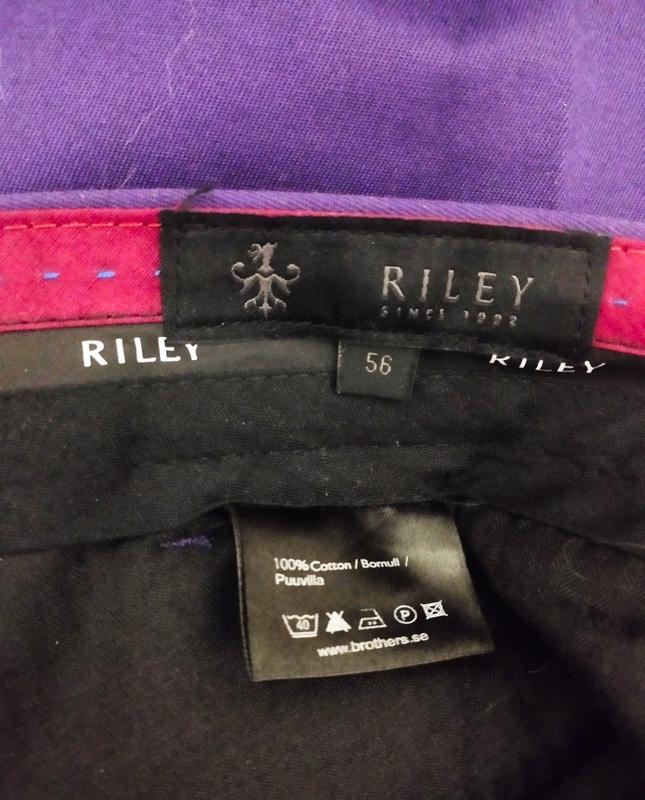 RILEY
SINCE 1992
RILEY
56
RILEY
100% Cotton / Bomull /
Puuvilla
40
P
www.brothers.se